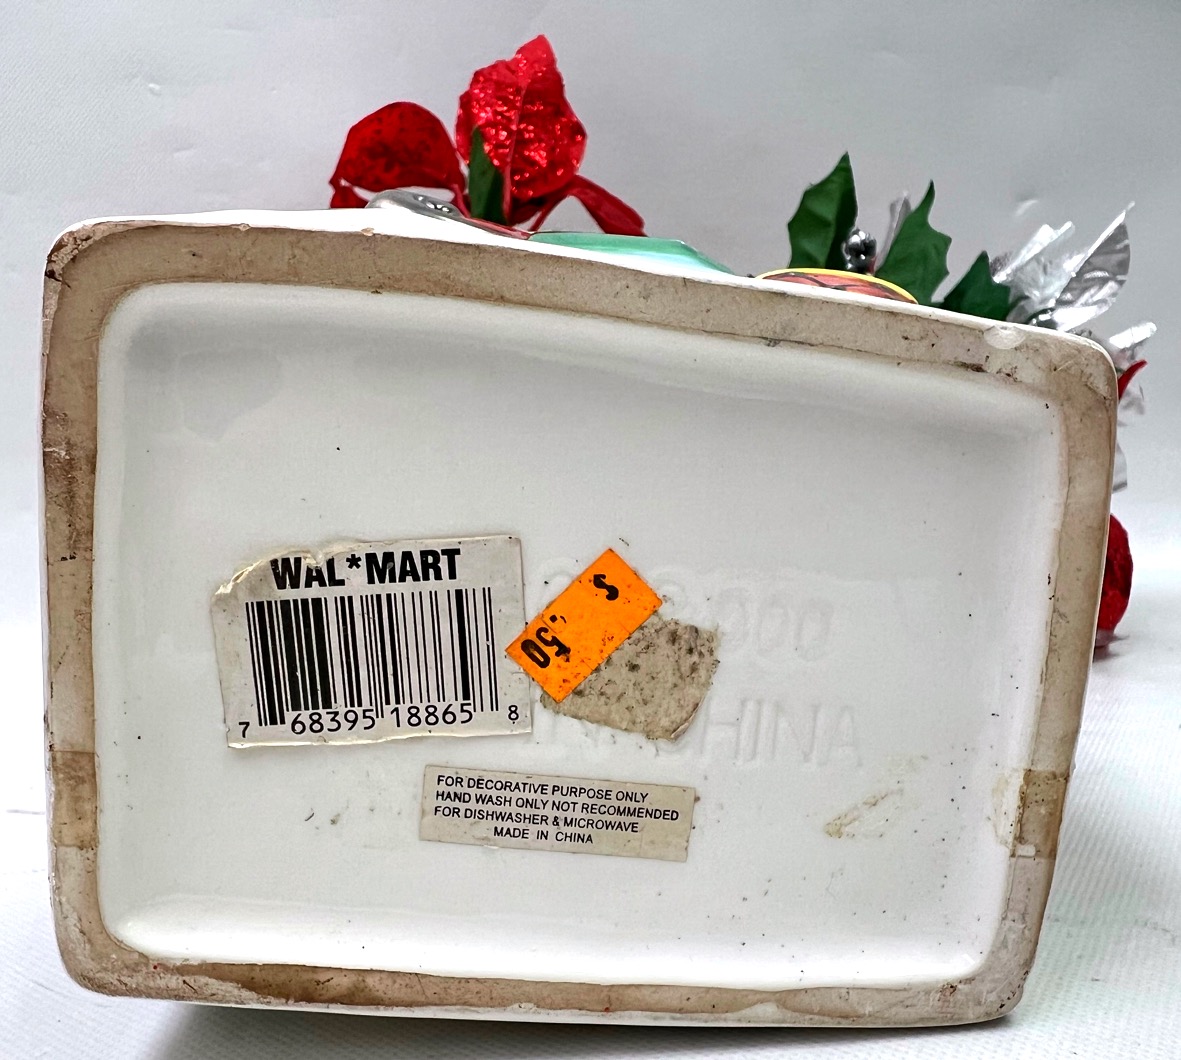 WAL*MART
7 68395 18865 8
S
.50
FOR DECORATIVE PURPOSE ONLY
HAND WASH ONLY NOT RECOMMENDED
FOR DISHWASHER & MICROWAVE
MADE IN CHINA